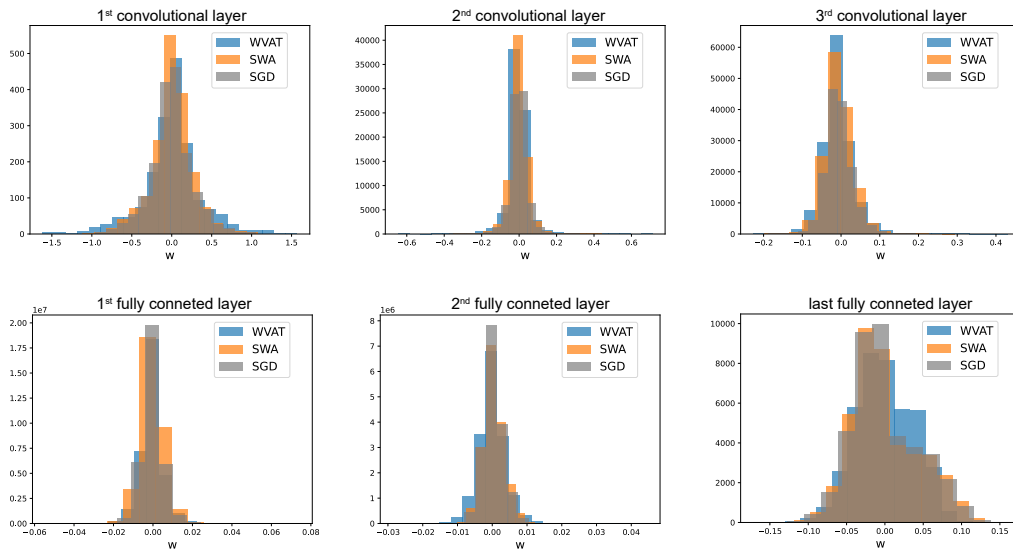 1st convolutional layer
500
400
300
200
100
0
WVAT
SWA
SGD
−1.5 −1.0 −0.5 0.0 0.5 1.0 1.5
w
2nd convolutional layer
40000
35000
30000
25000
20000
15000
10000
5000
0
WVAT
SWA
SGD
−0.6 −0.4 −0.2 0.0 0.2 0.4 0.6
w
3rd convolutional layer
60000
50000
40000
30000
20000
10000
0
WVAT
SWA
SGD
−0.2 −0.1 0.0 0.1 0.2 0.3 0.4
w
1st fully conneted layer
1e7
2.00
1.75
1.50
1.25
1.00
0.75
0.50
0.25
0.00
WVAT
SWA
SGD
−0.06 −0.04 −0.02 0.00 0.02 0.04 0.06 0.08
w
2nd fully conneted layer
1e6
8
7
6
5
4
3
2
1
0
WVAT
SWA
SGD
−0.03 −0.02 −0.01 0.00 0.01 0.02 0.03 0.04
w
last fully conneted layer
10000
8000
6000
4000
2000
0
WVAT
SWA
SGD
−0.15 −0.10 −0.05 0.00 0.05 0.10 0.15
w